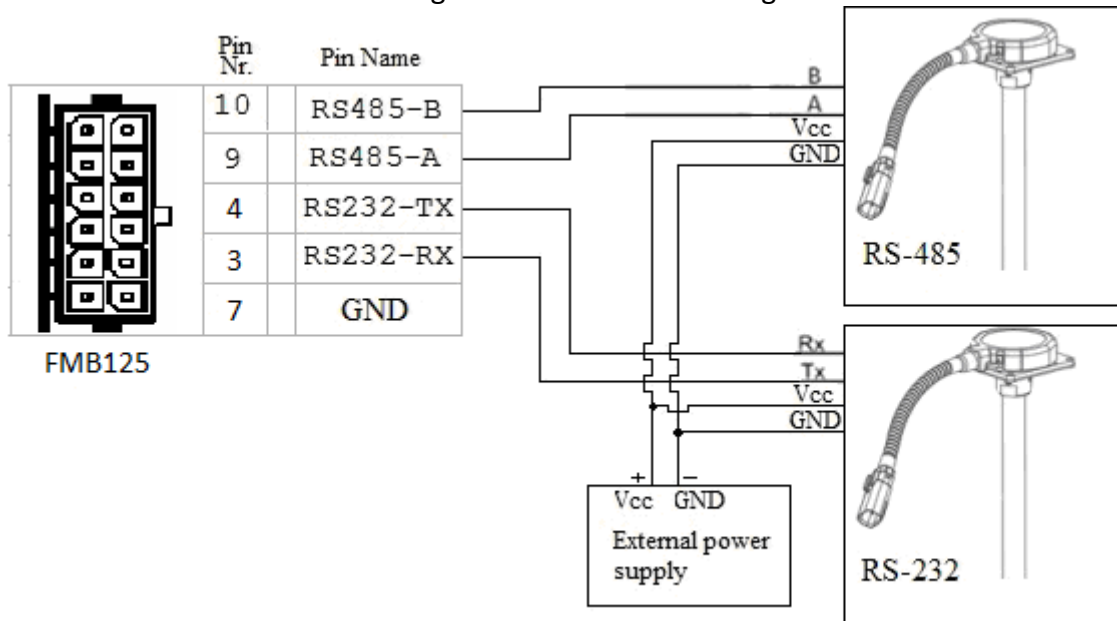 Pin Nr. Pin Name
10 RS485-B
9 RS485-A
4 RS232-TX
3 RS232-RX
7 GND
FMB125
B
A
Vcc
GND
RS-485
Rx
Tx
Vcc
GND
RS-232
+ −
Vcc GND
External power
supply